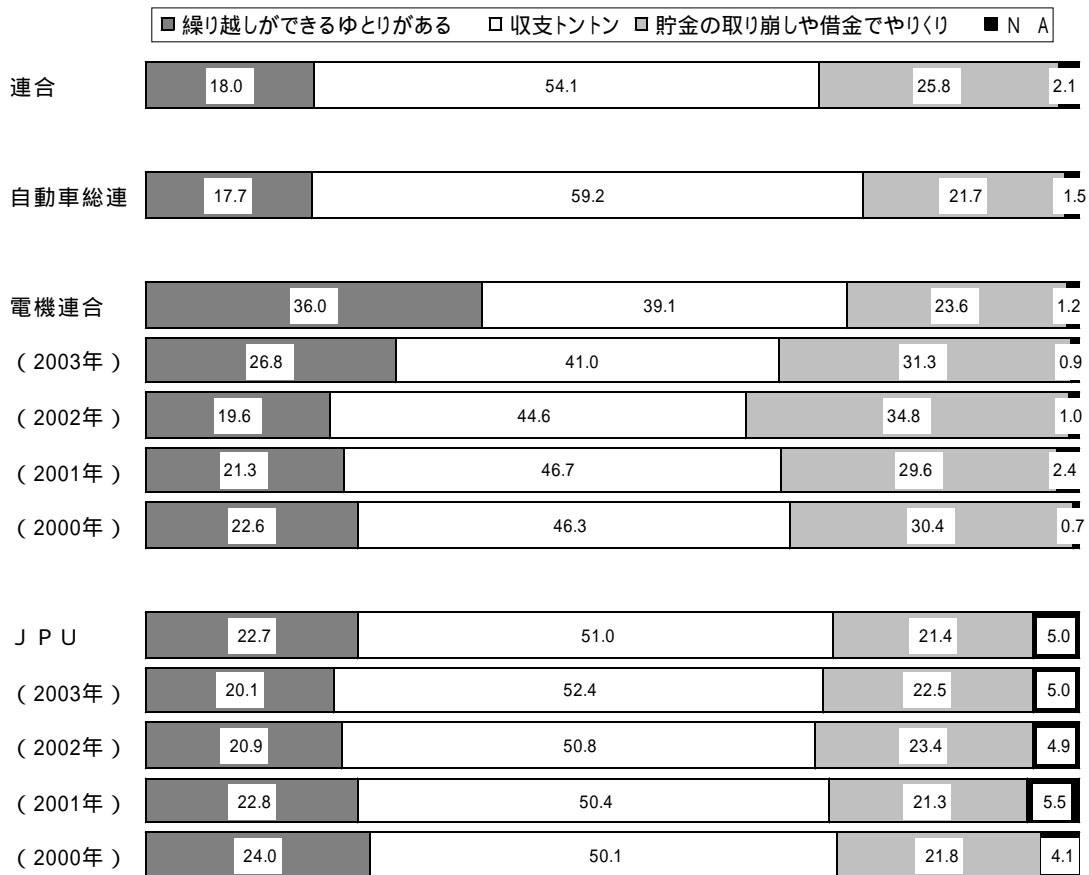 ■ 繰り越しができるゆとりがある □ 収支トントン ■ 貯金の取り崩しや借金でやりくり ■ Ｎ Ａ
連合 18.0 54.1 25.8 2.1
自動車総連 17.7 59.2 21.7 1.5
電機連合 36.0 39.1 23.6 1.2
（2003年） 26.8 41.0 31.3 0.9
（2002年） 19.6 44.6 34.8 1.0
（2001年） 21.3 46.7 29.6 2.4
（2000年） 22.6 46.3 30.4 0.7
ＪＰＵ 22.7 51.0 21.4 5.0
（2003年） 20.1 52.4 22.5 5.0
（2002年） 20.9 50.8 23.4 4.9
（2001年） 22.8 50.4 21.3 5.5
（2000年） 24.0 50.1 21.8 4.1